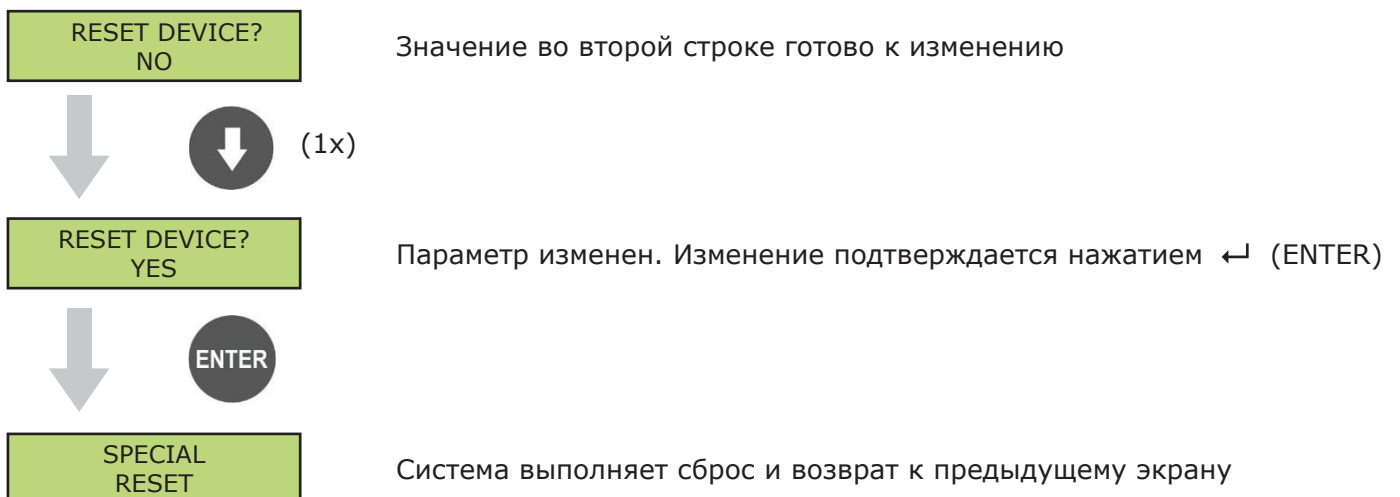 RESET DEVICE?
NO
Значение во второй строке готово к изменению
(1x)
RESET DEVICE?
YES
Параметр изменен. Изменение подтверждается нажатием ↵ (ENTER)
ENTER
SPECIAL
RESET
Система выполняет сброс и возврат к предыдущему экрану